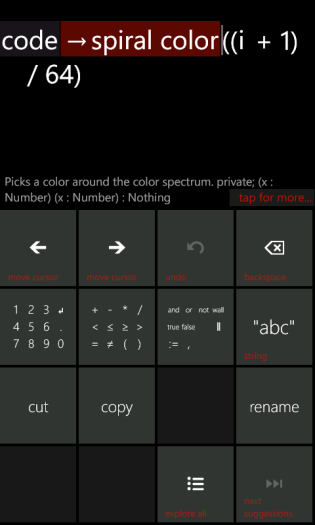 code → spiral color((i + 1)
/ 64)
Picks a color around the color spectrum. private; (x :
Number) (x : Number) : Nothing
tap for more...
move cursor
move cursor
undo
backspace
1 2 3 ↲
4 5 6 .
7 8 9 0
+ - * /
< ≤ ≥ >
= ≠ ( )
and or not wall
true false ||
:= ,
"abc"
string
cut
copy
rename
explore all
next
suggestions